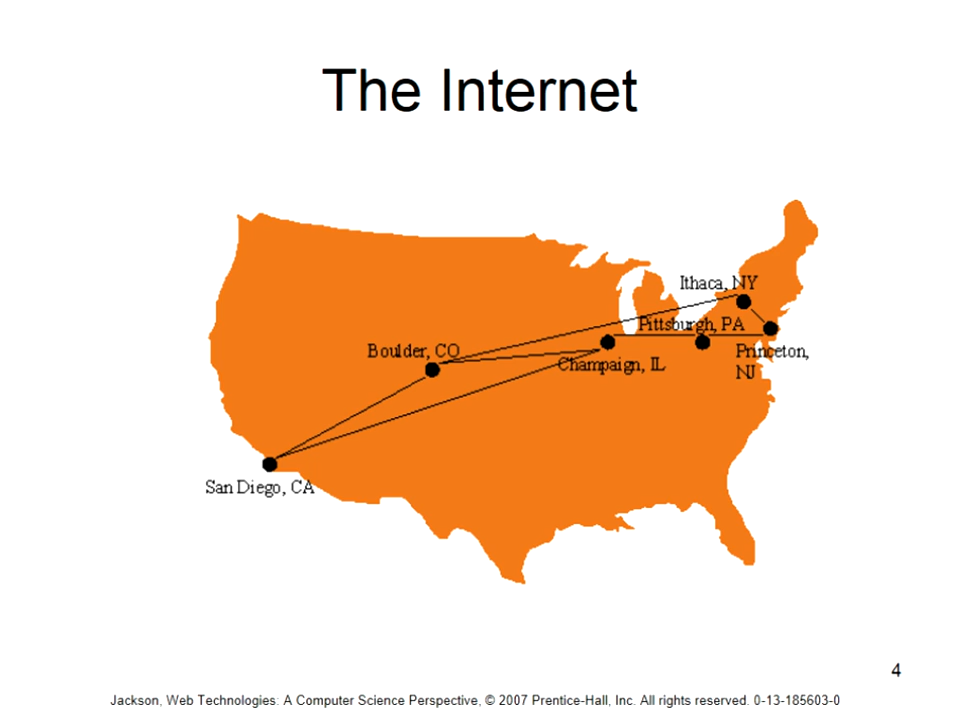 The Internet
Ithaca, NY
Pittsburgh, PA
Boulder, CO
Champaign, IL
Princeton,
NJ
San Diego, CA
4
Jackson, Web Technologies: A Computer Science Perspective, © 2007 Prentice-Hall, Inc. All rights reserved. 0-13-185603-0